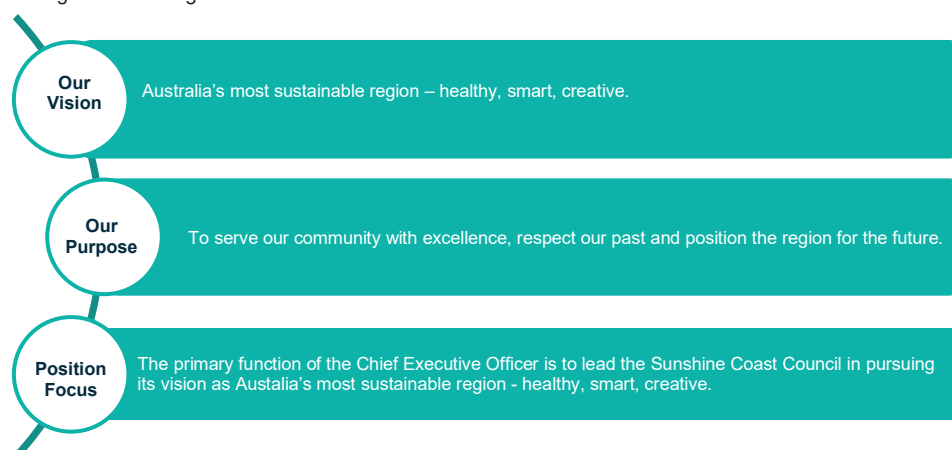 Our
Vision
Australia’s most sustainable region – healthy, smart, creative.
Our
Purpose
To serve our community with excellence, respect our past and position the region for the future.
Position
Focus
The primary function of the Chief Executive Officer is to lead the Sunshine Coast Council in pursuing
its vision as Austalia’s most sustainable region - healthy, smart, creative.